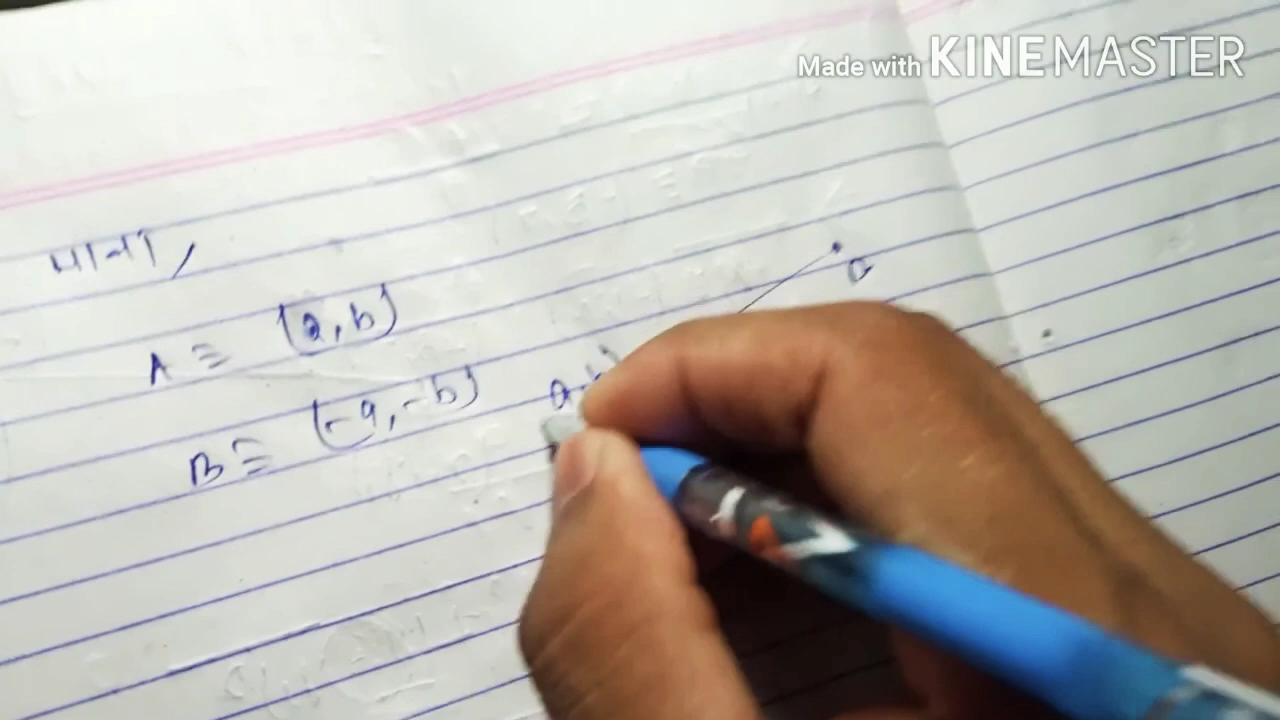 Made with KINEMASTER
माना,
A ≡ (a, b)
B ≡ (-a, -b)
a